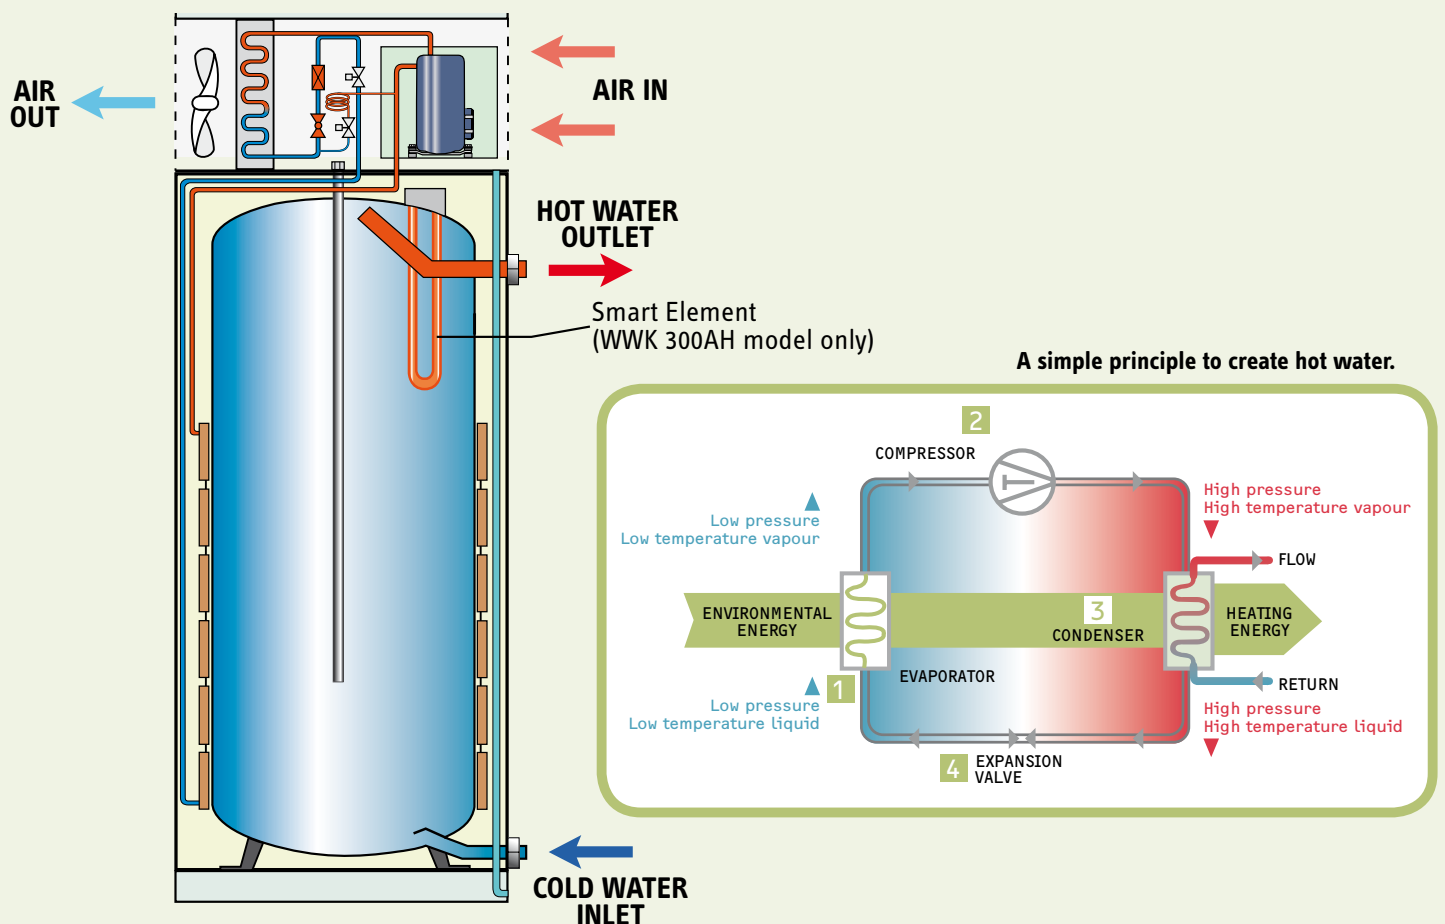 AIR
OUT
AIR IN
HOT WATER
OUTLET
Smart Element
(WWK 300AH model only)
COLD WATER
INLET
A simple principle to create hot water.
2
COMPRESSOR
Low pressure
Low temperature vapour
High pressure
High temperature vapour
FLOW
ENVIRONMENTAL
ENERGY
3
CONDENSER
HEATING
ENERGY
EVAPORATOR
1
RETURN
Low pressure
Low temperature liquid
High pressure
High temperature liquid
4
EXPANSION
VALVE